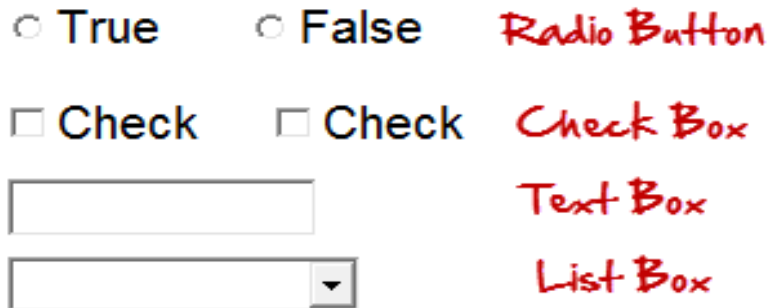 True False Radio Button
Check Check Check Box
Text Box
List Box